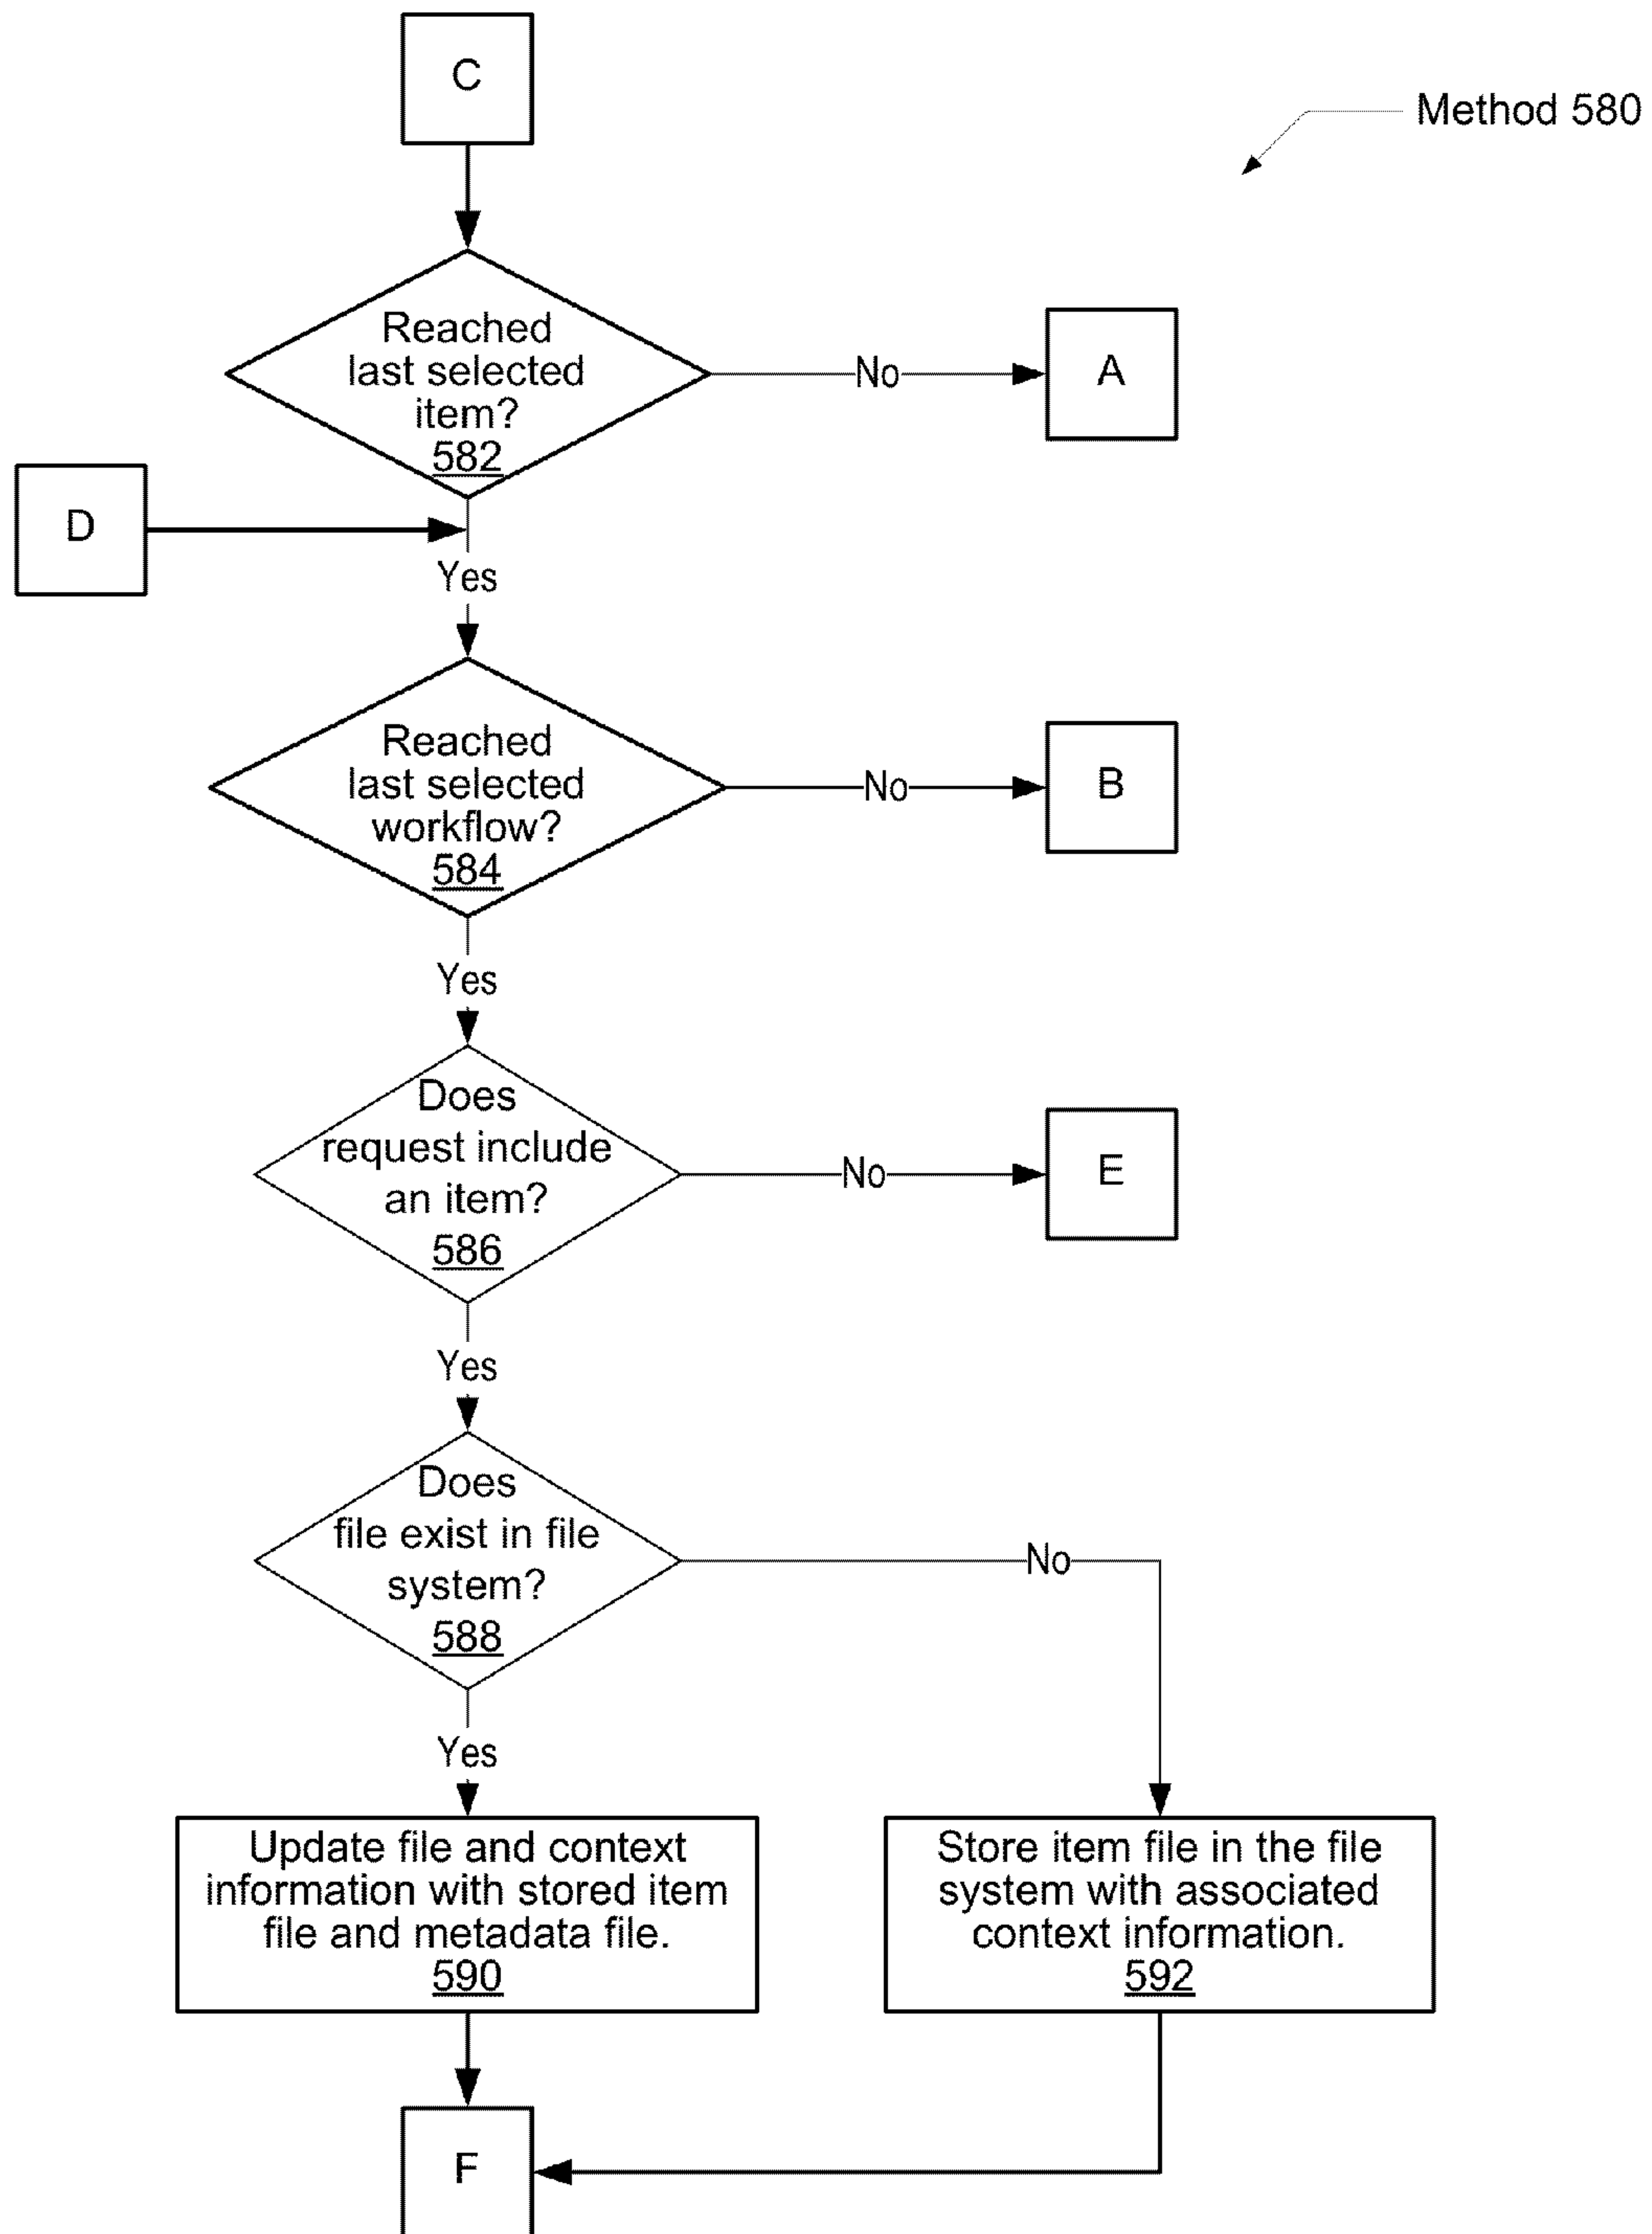 C
Method 580
Reached
last selected
item?
582
No
A
D
Yes
Reached
last selected
workflow?
584
No
B
Yes
Does
request include
an item?
586
No
E
Yes
Does
file exist in file
system?
588
No
Yes
Update file and context
information with stored item
file and metadata file.
590
Store item file in the file
system with associated
context information.
592
F